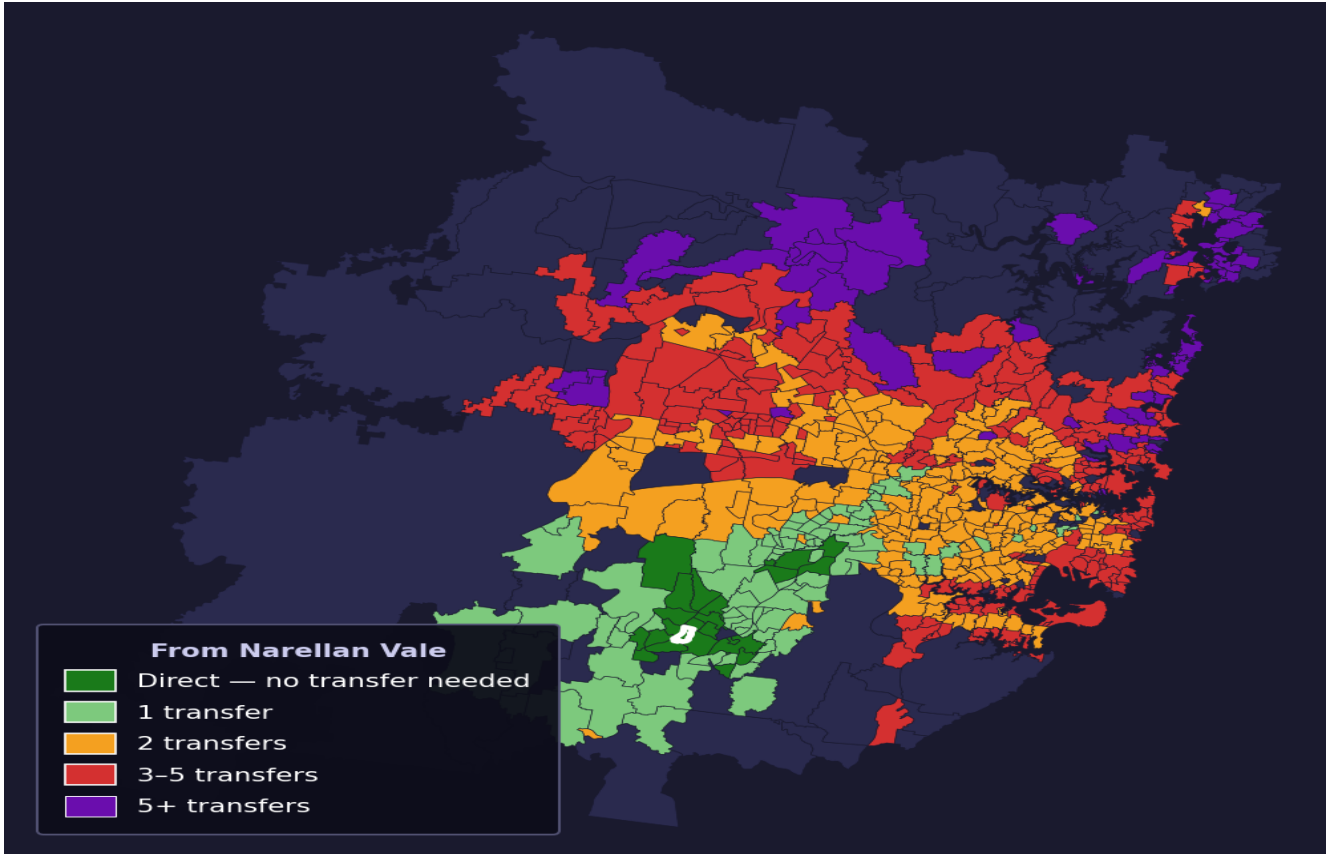 From Narellan Vale
Direct — no transfer needed
1 transfer
2 transfers
3–5 transfers
5+ transfers